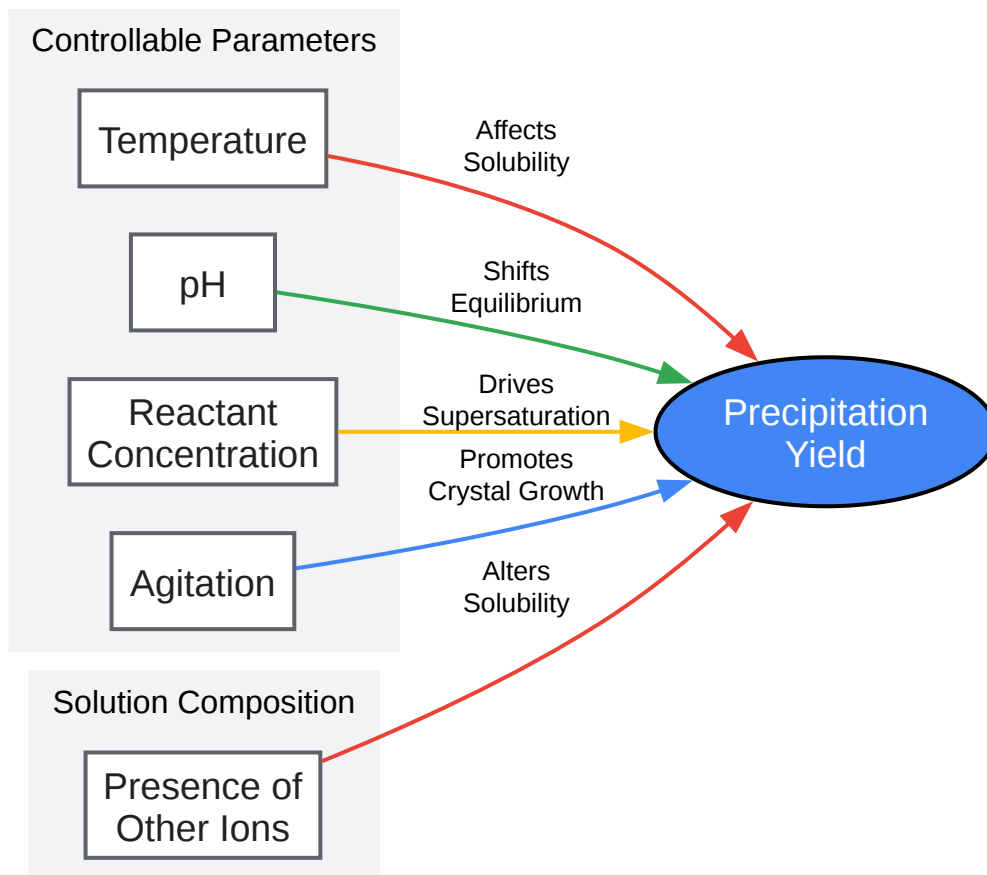 Controllable Parameters
Temperature
Affects
Solubility
pH
Shifts
Equilibrium
Reactant
Concentration
Drives
Supersaturation
Precipitation
Yield
Promotes
Crystal Growth
Agitation
Alters
Solubility
Solution Composition
Presence of
Other Ions